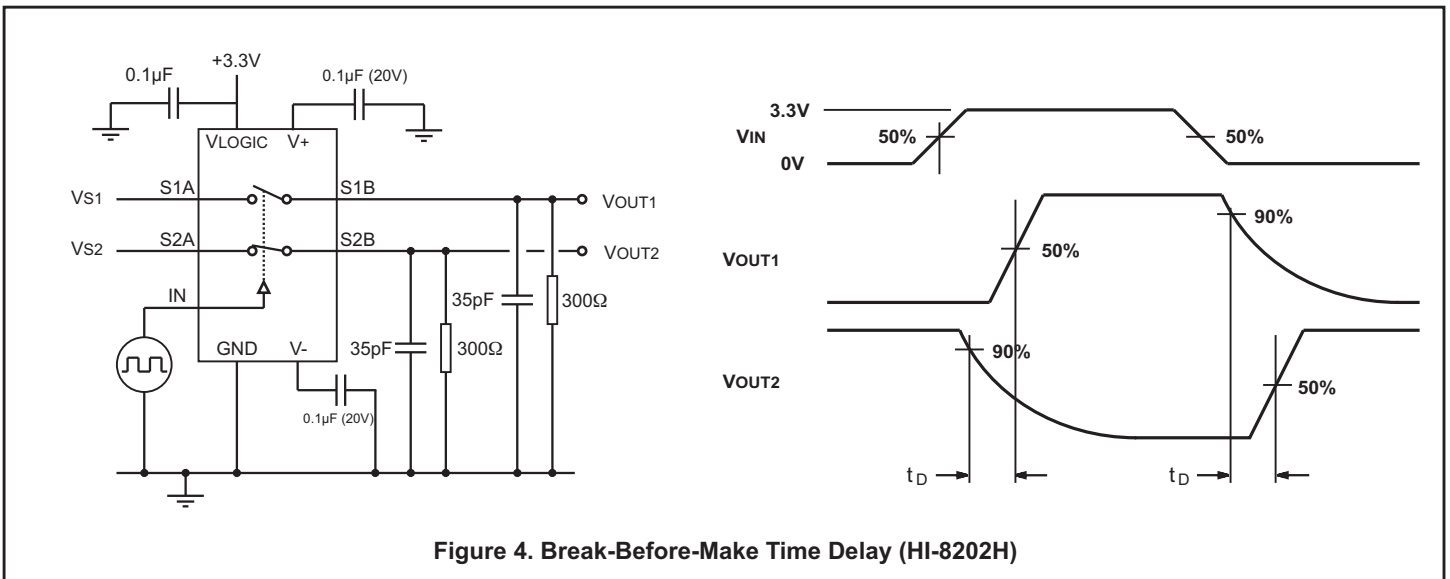 +3.3V
0.1µF
0.1µF (20V)
VLOGIC V+
VS1 S1A S1B VOUT1
VS2 S2A S2B VOUT2
IN
35pF 300Ω
GND V-
35pF 300Ω
0.1µF (20V)
3.3V
VIN 50% 50%
0V
90%
VOUT1 50%
90%
VOUT2 50%
tD tD
Figure 4. Break-Before-Make Time Delay (HI-8202H)